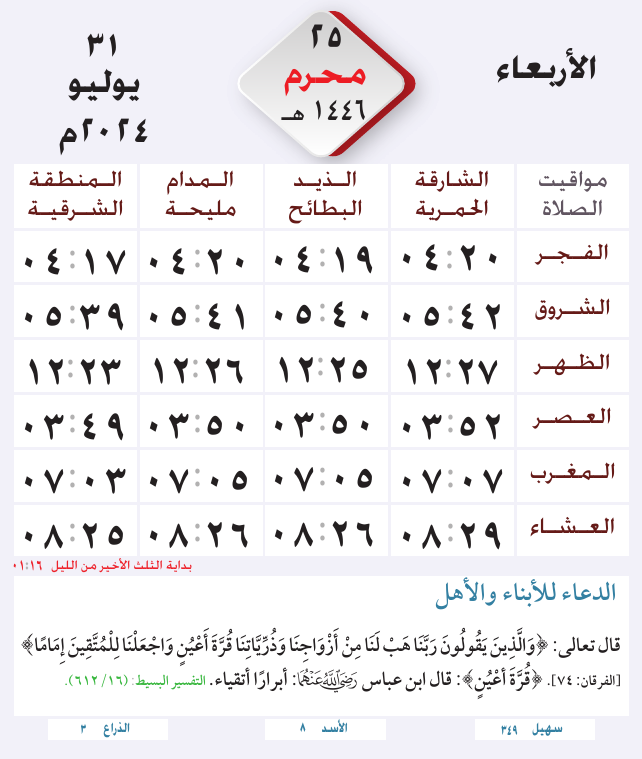 الأربعاء
٢٥
محرم
١٤٤٦ هـ
٣١
يوليو
٢٠٢٤م
مواقيت الصلاة	الشارقة الحمرية	الذيد البطائح	المدام مليحة	المنطقة الشرقية
الفجر	٠٤:٢٠	٠٤:١٩	٠٤:٢٠	٠٤:١٧
الشروق	٠٥:٤٢	٠٥:٤٠	٠٥:٤١	٠٥:٣٩
الظهر	١٢:٢٧	١٢:٢٥	١٢:٢٦	١٢:٢٣
العصر	٠٣:٥٢	٠٣:٥٠	٠٣:٥٠	٠٣:٤٩
المغرب	٠٧:٠٧	٠٧:٠٥	٠٧:٠٥	٠٧:٠٣
العشاء	٠٨:٢٩	٠٨:٢٦	٠٨:٢٦	٠٨:٢٥
بداية الثلث الأخير من الليل ٠١:١٦
الدعاء للأبناء والأهل
قال تعالى: ﴿وَالَّذِينَ يَقُولُونَ رَبَّنَا هَبْ لَنَا مِنْ أَزْوَاجِنَا وَذُرِّيَّاتِنَا قُرَّةَ أَعْيُنٍ وَاجْعَلْنَا لِلْمُتَّقِينَ إِمَامًا﴾
[الفرقان: ٧٤]. ﴿قُرَّةَ أَعْيُنٍ﴾: قال ابن عباس رَضِيَ اللَّهُ عَنْهُمَا: أبرارًا أتقياء. التفسير البسيط: (١٦/ ٦١٢).
سهيل ٣٤٩	الأسد ٨	الذراع ٣